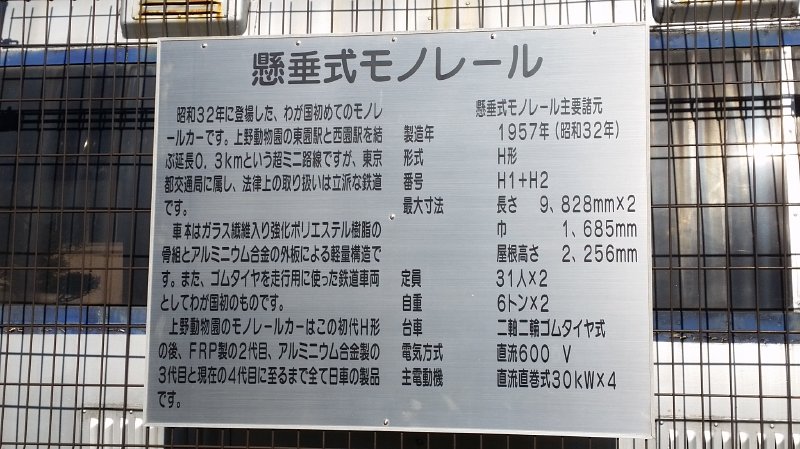 懸垂式モノレール
昭和32年に登場した、わが国初めてのモノレ
ールカーです。上野動物園の東園駅と西園駅を結
ぶ延長0.3kmという超ミニ路線ですが、東京
都交通局に属し、法律上の取り扱いは立派な鉄道
です。
車本はガラス繊維入り強化ポリエステル樹脂の
骨組とアルミニウム合金の外板による軽量構造で
す。また、ゴムタイヤを走行用に使った鉄道車両
としてわが国初のものです。
上野動物園のモノレールカーはこの初代H形
の後、FRP製の2代目、アルミニウム合金製の
3代目と現在の4代目に至るまで全て日車の製品
です。
懸垂式モノレール主要諸元
製造年 1957年(昭和32年)
形式 H形
番号 H1+H2
最大寸法 長さ 9,828mm×2
巾 1,685mm
屋根高さ 2,256mm
定員 31人×2
自重 6トン×2
台車 二軸二輪ゴムタイヤ式
電気方式 直流600 V
主電動機 直流直巻式30kW×4